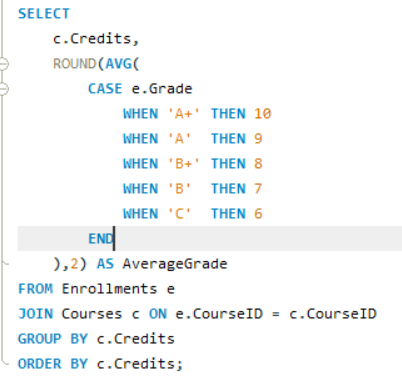 SELECT
    c.Credits,
    ROUND(AVG(
        CASE e.Grade
            WHEN 'A+' THEN 10
            WHEN 'A'  THEN 9
            WHEN 'B+' THEN 8
            WHEN 'B'  THEN 7
            WHEN 'C'  THEN 6
        END
    ),2) AS AverageGrade
FROM Enrollments e
JOIN Courses c ON e.CourseID = c.CourseID
GROUP BY c.Credits
ORDER BY c.Credits;